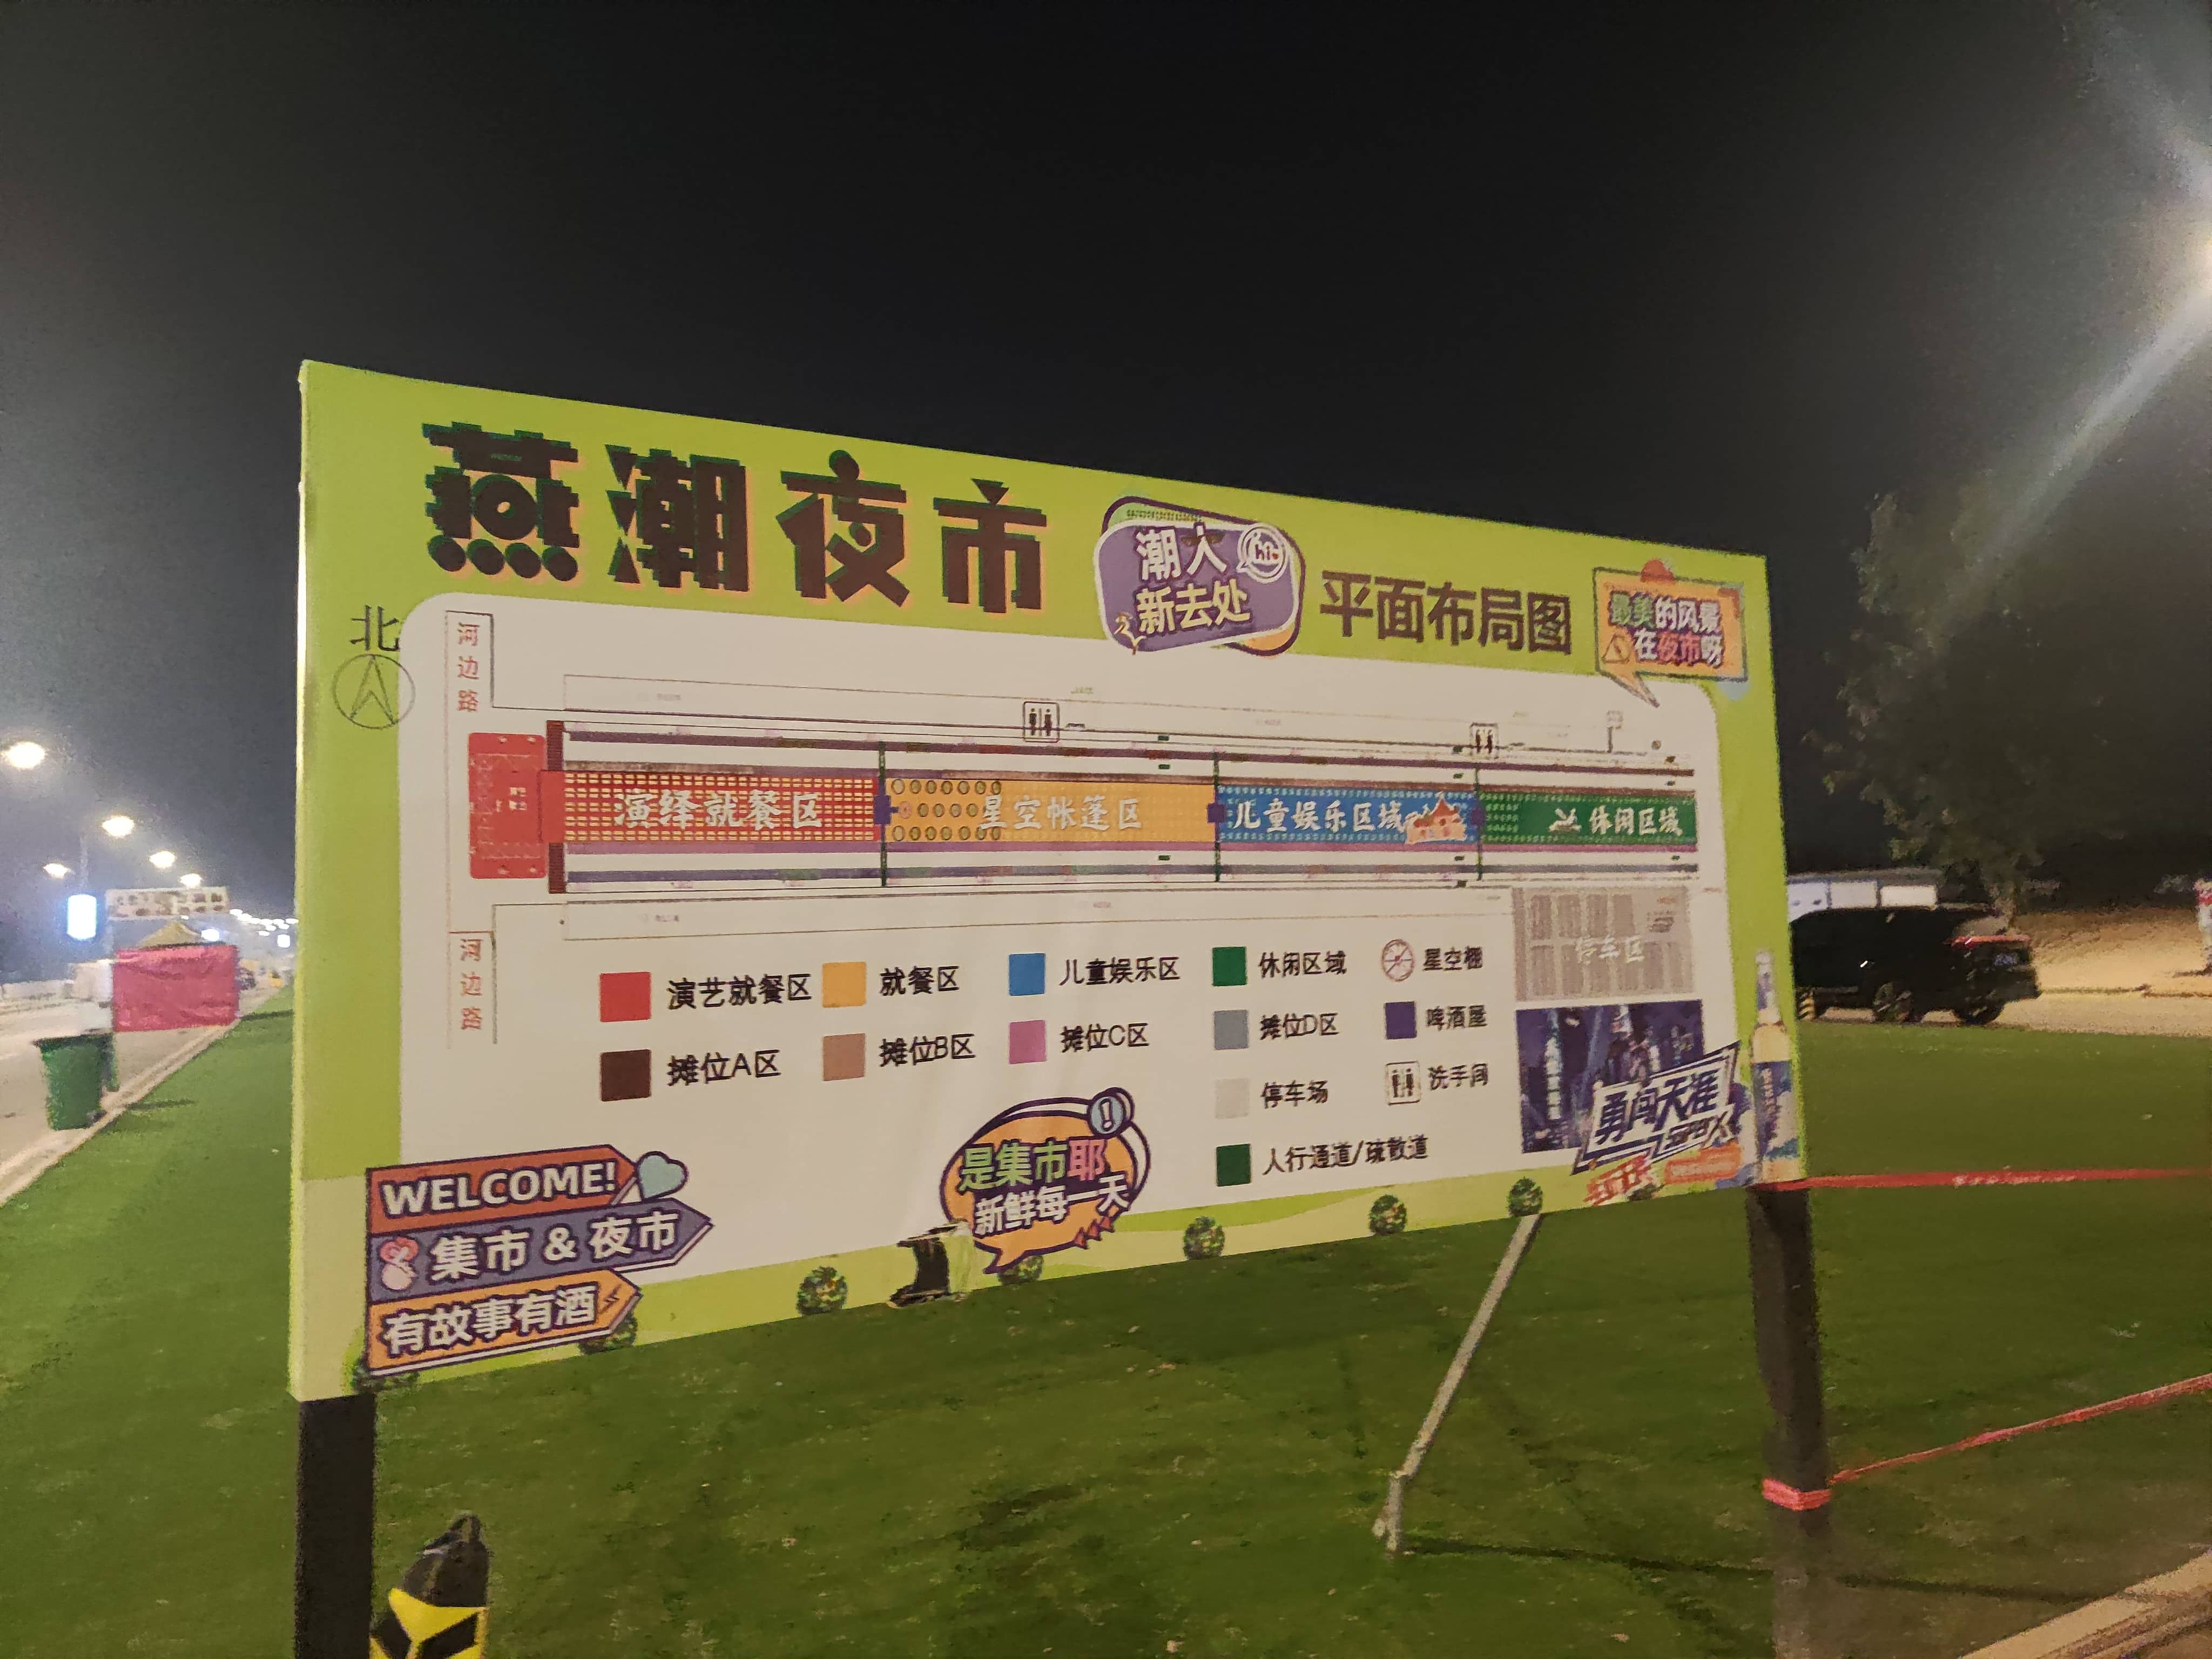 燕潮夜市
潮人
hi~
新去处
平面布局图
最美的风景
在夜市呀
北
河边路
演绎就餐区
星空帐篷区
儿童娱乐区域
休闲区域
河边路
停车区
演艺就餐区
就餐区
儿童娱乐区
休闲区域
星空棚
摊位A区
摊位B区
摊位C区
摊位D区
啤酒屋
停车场
洗手间
人行通道/疏散道
勇闯天涯
superX
WELCOME!
集市 & 夜市
有故事有酒
是集市耶
新鲜每一天